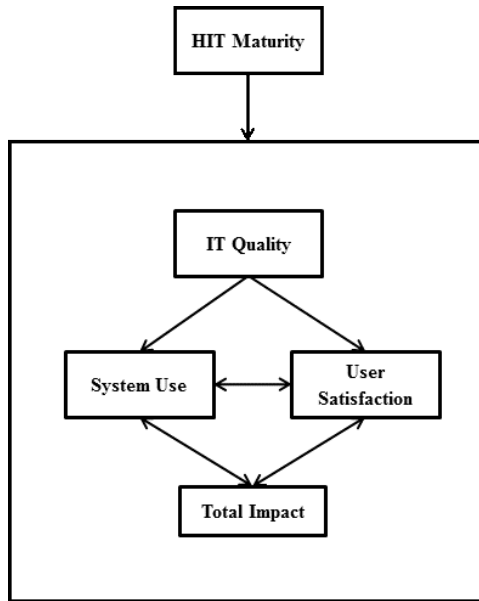 HIT Maturity
IT Quality
System Use
User
Satisfaction
Total Impact